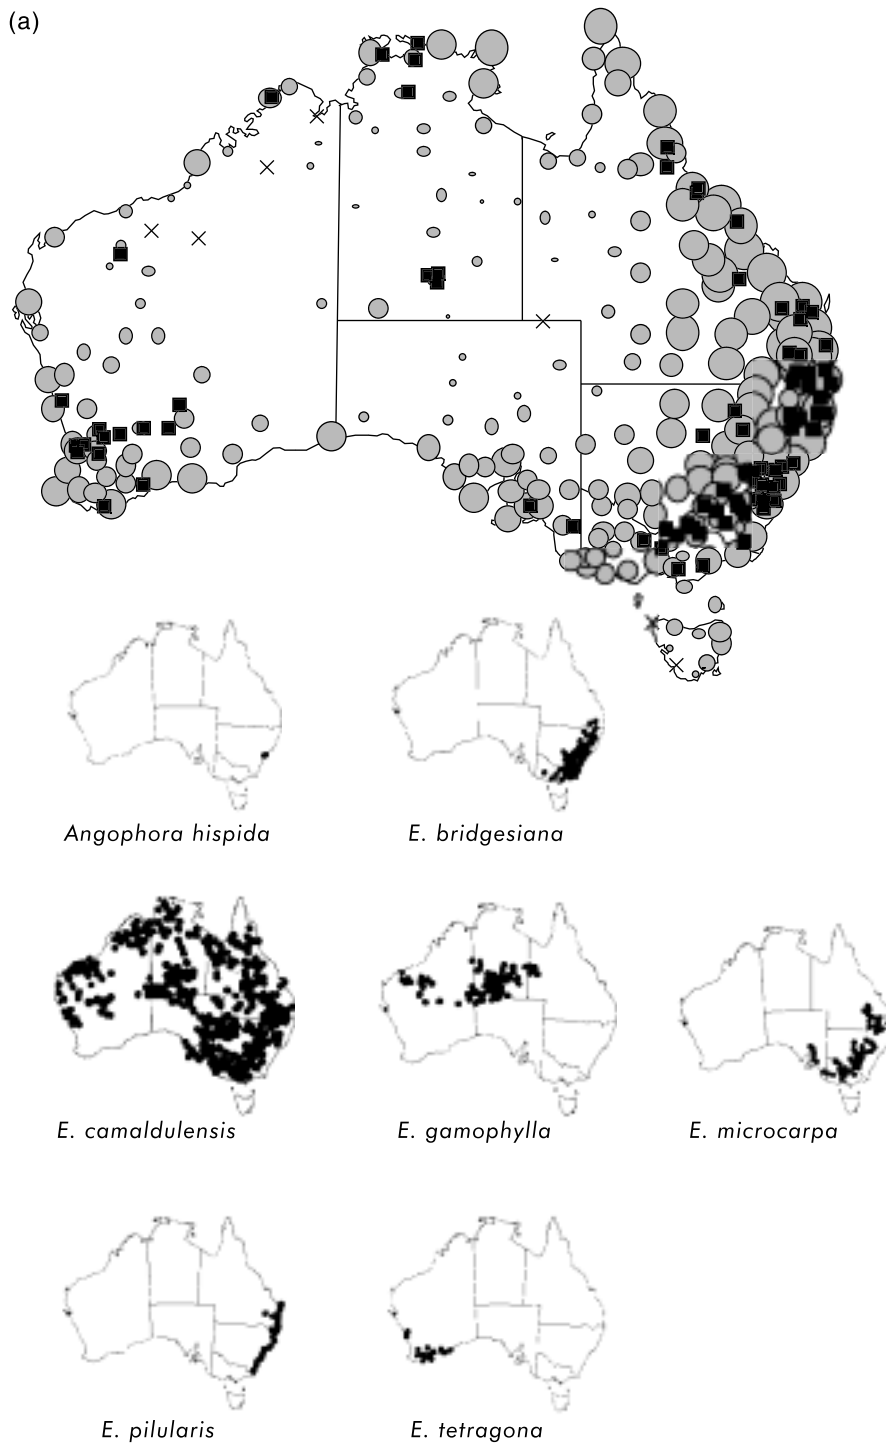 (a)
Angophora hispida
E. bridgesiana
E. camaldulensis
E. gamophylla
E. microcarpa
E. pilularis
E. tetragona